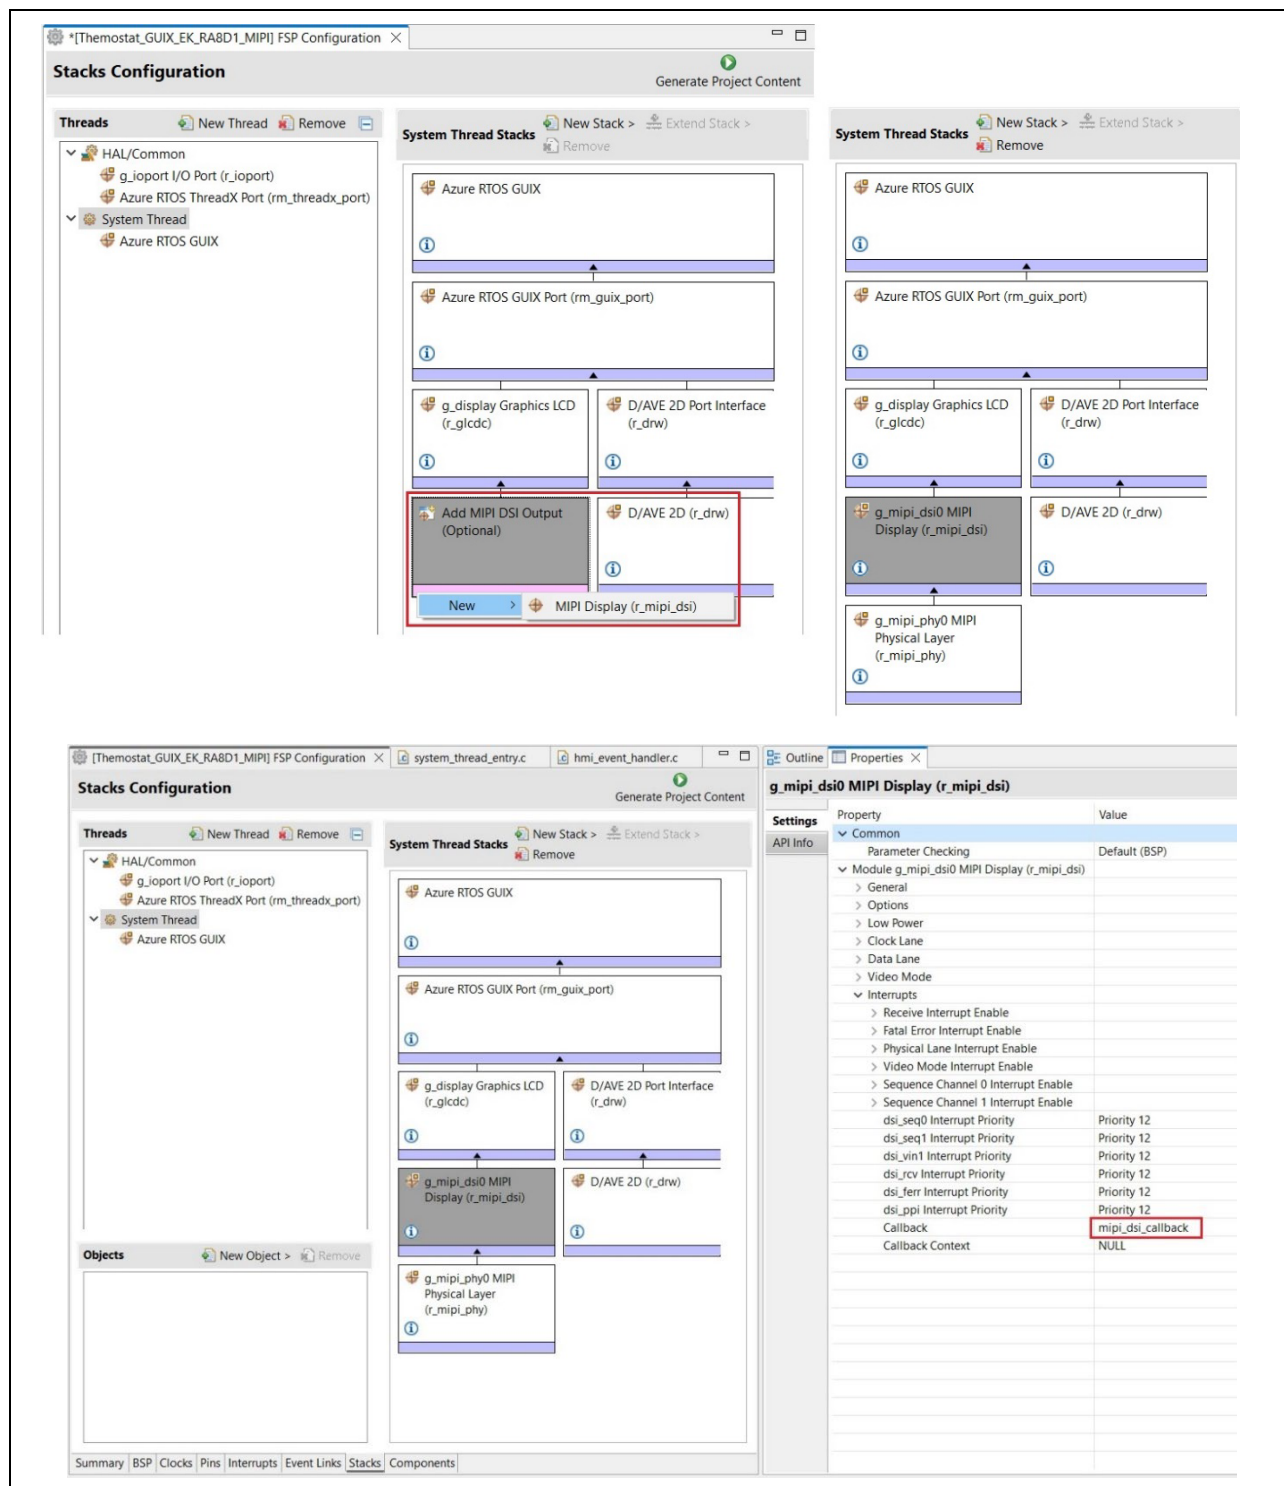 *[Themostat_GUIX_EK_RA8D1_MIPI] FSP Configuration
Stacks Configuration
Generate Project Content
Threads
New Thread
Remove
HAL/Common
g_ioport I/O Port (r_ioport)
Azure RTOS ThreadX Port (rm_threadx_port)
System Thread
Azure RTOS GUIX
System Thread Stacks
New Stack >
Extend Stack >
Remove
Azure RTOS GUIX
Azure RTOS GUIX Port (rm_guix_port)
g_display Graphics LCD
(r_glcdc)
D/AVE 2D Port Interface
(r_drw)
Add MIPI DSI Output
(Optional)
D/AVE 2D (r_drw)
New
MIPI Display (r_mipi_dsi)
System Thread Stacks
New Stack >
Extend Stack >
Remove
Azure RTOS GUIX
Azure RTOS GUIX Port (rm_guix_port)
g_display Graphics LCD
(r_glcdc)
D/AVE 2D Port Interface
(r_drw)
g_mipi_dsi0 MIPI
Display (r_mipi_dsi)
D/AVE 2D (r_drw)
g_mipi_phy0 MIPI
Physical Layer
(r_mipi_phy)
[Themostat_GUIX_EK_RA8D1_MIPI] FSP Configuration
system_thread_entry.c
hmi_event_handler.c
Stacks Configuration
Generate Project Content
Threads
New Thread
Remove
HAL/Common
g_ioport I/O Port (r_ioport)
Azure RTOS ThreadX Port (rm_threadx_port)
System Thread
Azure RTOS GUIX
Objects
New Object >
Remove
System Thread Stacks
New Stack >
Extend Stack >
Remove
Azure RTOS GUIX
Azure RTOS GUIX Port (rm_guix_port)
g_display Graphics LCD
(r_glcdc)
D/AVE 2D Port Interface
(r_drw)
g_mipi_dsi0 MIPI
Display (r_mipi_dsi)
D/AVE 2D (r_drw)
g_mipi_phy0 MIPI
Physical Layer
(r_mipi_phy)
Summary BSP Clocks Pins Interrupts Event Links Stacks Components
Outline
Properties
g_mipi_dsi0 MIPI Display (r_mipi_dsi)
Settings
API Info
Property Value
Common
Parameter Checking Default (BSP)
Module g_mipi_dsi0 MIPI Display (r_mipi_dsi)
General
Options
Low Power
Clock Lane
Data Lane
Video Mode
Interrupts
Receive Interrupt Enable
Fatal Error Interrupt Enable
Physical Lane Interrupt Enable
Video Mode Interrupt Enable
Sequence Channel 0 Interrupt Enable
Sequence Channel 1 Interrupt Enable
dsi_seq0 Interrupt Priority Priority 12
dsi_seq1 Interrupt Priority Priority 12
dsi_vin1 Interrupt Priority Priority 12
dsi_rcv Interrupt Priority Priority 12
dsi_ferr Interrupt Priority Priority 12
dsi_ppi Interrupt Priority Priority 12
Callback mipi_dsi_callback
Callback Context NULL